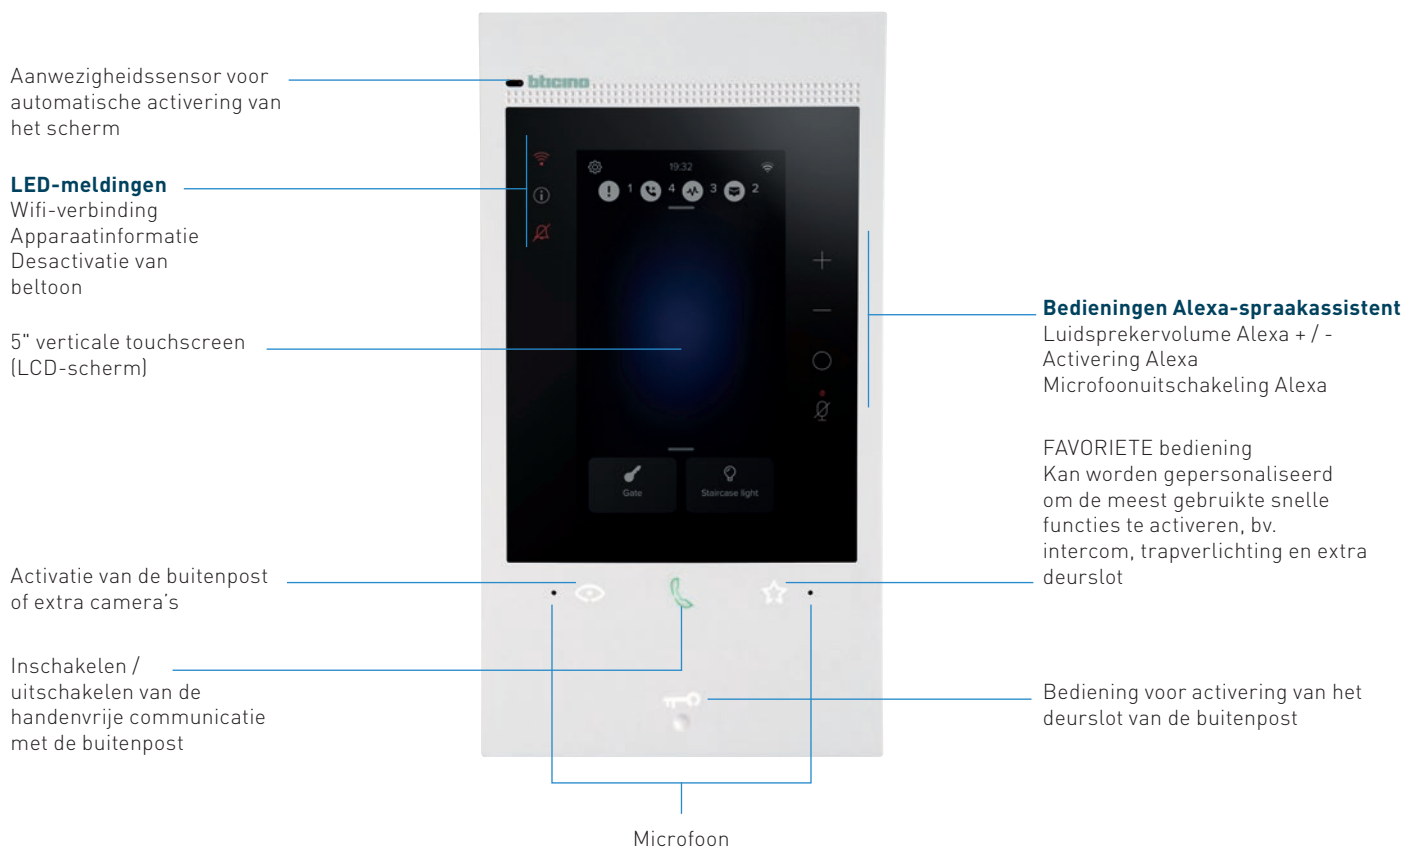 Aanwezigheidssensor voor
automatische activering van
het scherm
LED-meldingen
Wifi-verbinding
Apparaatinformatie
Desactivatie van
beltoon
5" verticale touchscreen
(LCD-scherm)
Activatie van de buitenpost
of extra camera's
Inschakelen /
uitschakelen van de
handenvrije communicatie
met de buitenpost
bticino
19:32
1 4 3 2
Gate
Staircase light
Microfoon
Bedieningen Alexa-spraakassistent
Luidsprekervolume Alexa + / -
Activering Alexa
Microfoonuitschakeling Alexa
FAVORIETE bediening
Kan worden gepersonaliseerd
om de meest gebruikte snelle
functies te activeren, bv.
intercom, trapverlichting en extra
deurslot
Bediening voor activering van het
deurslot van de buitenpost